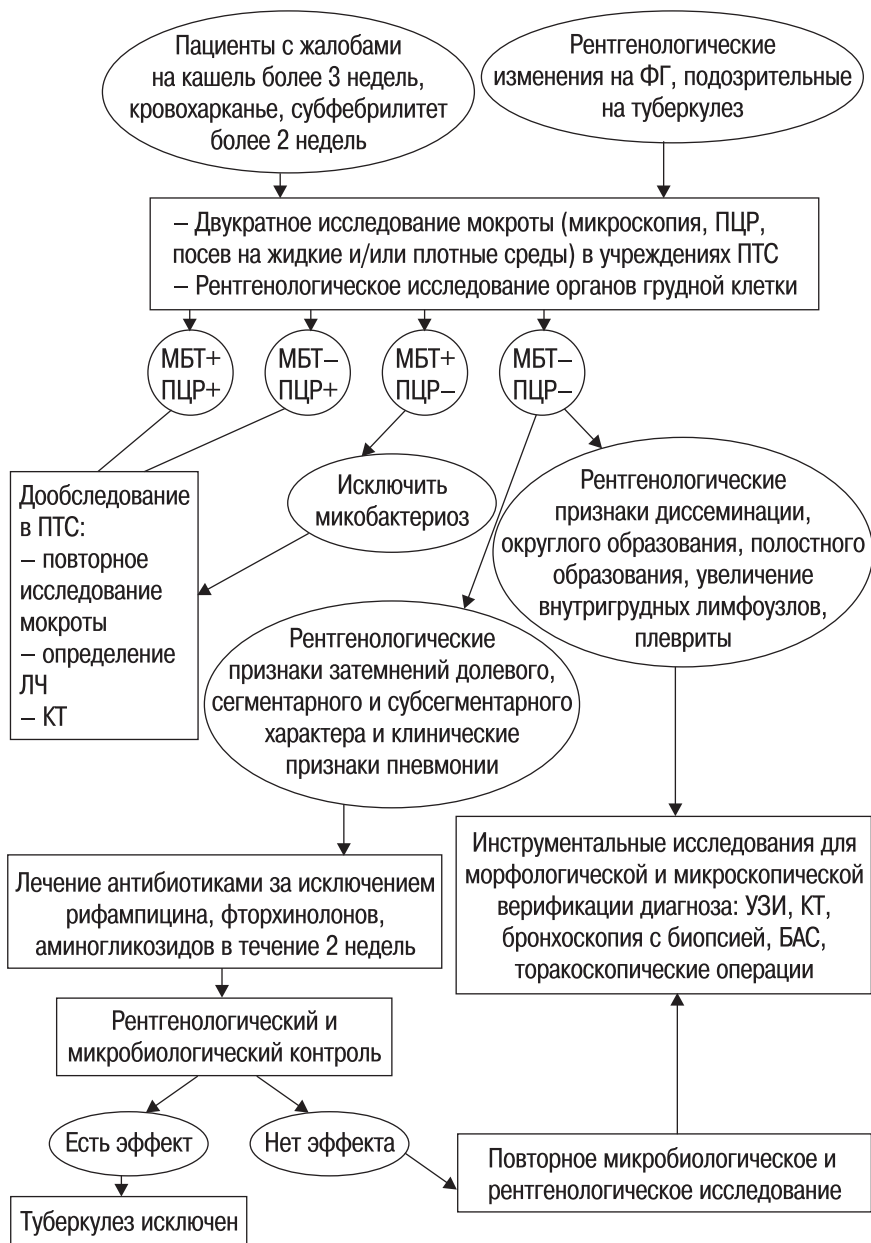 Пациенты с жалобами
на кашель более 3 недель,
кровохарканье, субфебрилитет
более 2 недель
Рентгенологические
изменения на ФГ, подозрительные
на туберкулез
– Двукратное исследование мокроты (микроскопия, ПЦР,
посев на жидкие и/или плотные среды) в учреждениях ПТС
– Рентгенологическое исследование органов грудной клетки
МБТ+
ПЦР+
МБТ–
ПЦР+
МБТ+
ПЦР–
МБТ–
ПЦР–
Дообследование
в ПТС:
– повторное
исследование
мокроты
– определение
ЛЧ
– КТ
Исключить
микобактериоз
Рентгенологические
признаки диссеминации,
округлого образования, полостного
образования, увеличение
внутригрудных лимфоузлов,
плевриты
Рентгенологические
признаки затемнений долевого,
сегментарного и субсегментарного
характера и клинические
признаки пневмонии
Лечение антибиотиками за исключением
рифампицина, фторхинолонов,
аминогликозидов в течение 2 недель
Инструментальные исследования для
морфологической и микроскопической
верификации диагноза: УЗИ, КТ,
бронхоскопия с биопсией, БАС,
торакоскопические операции
Рентгенологический и
микробиологический контроль
Есть эффект
Нет эффекта
Повторное микробиологическое и
рентгенологическое исследование
Туберкулез исключен